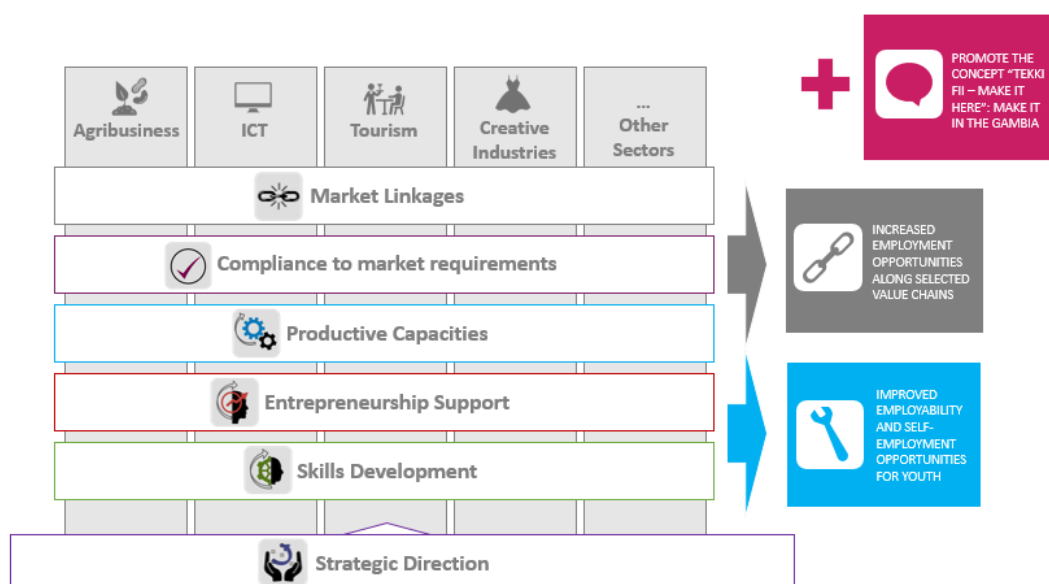 PROMOTE THE
CONCEPT “TEKKI
FII – MAKE IT
HERE”: MAKE IT
IN THE GAMBIA
Agribusiness
ICT
Tourism
Creative
Industries
...
Other
Sectors
Market Linkages
Compliance to market requirements
Productive Capacities
Entrepreneurship Support
Skills Development
Strategic Direction
INCREASED
EMPLOYMENT
OPPORTUNITIES
ALONG SELECTED
VALUE CHAINS
IMPROVED
EMPLOYABILITY
AND SELF-
EMPLOYMENT
OPPORTUNITIES
FOR YOUTH